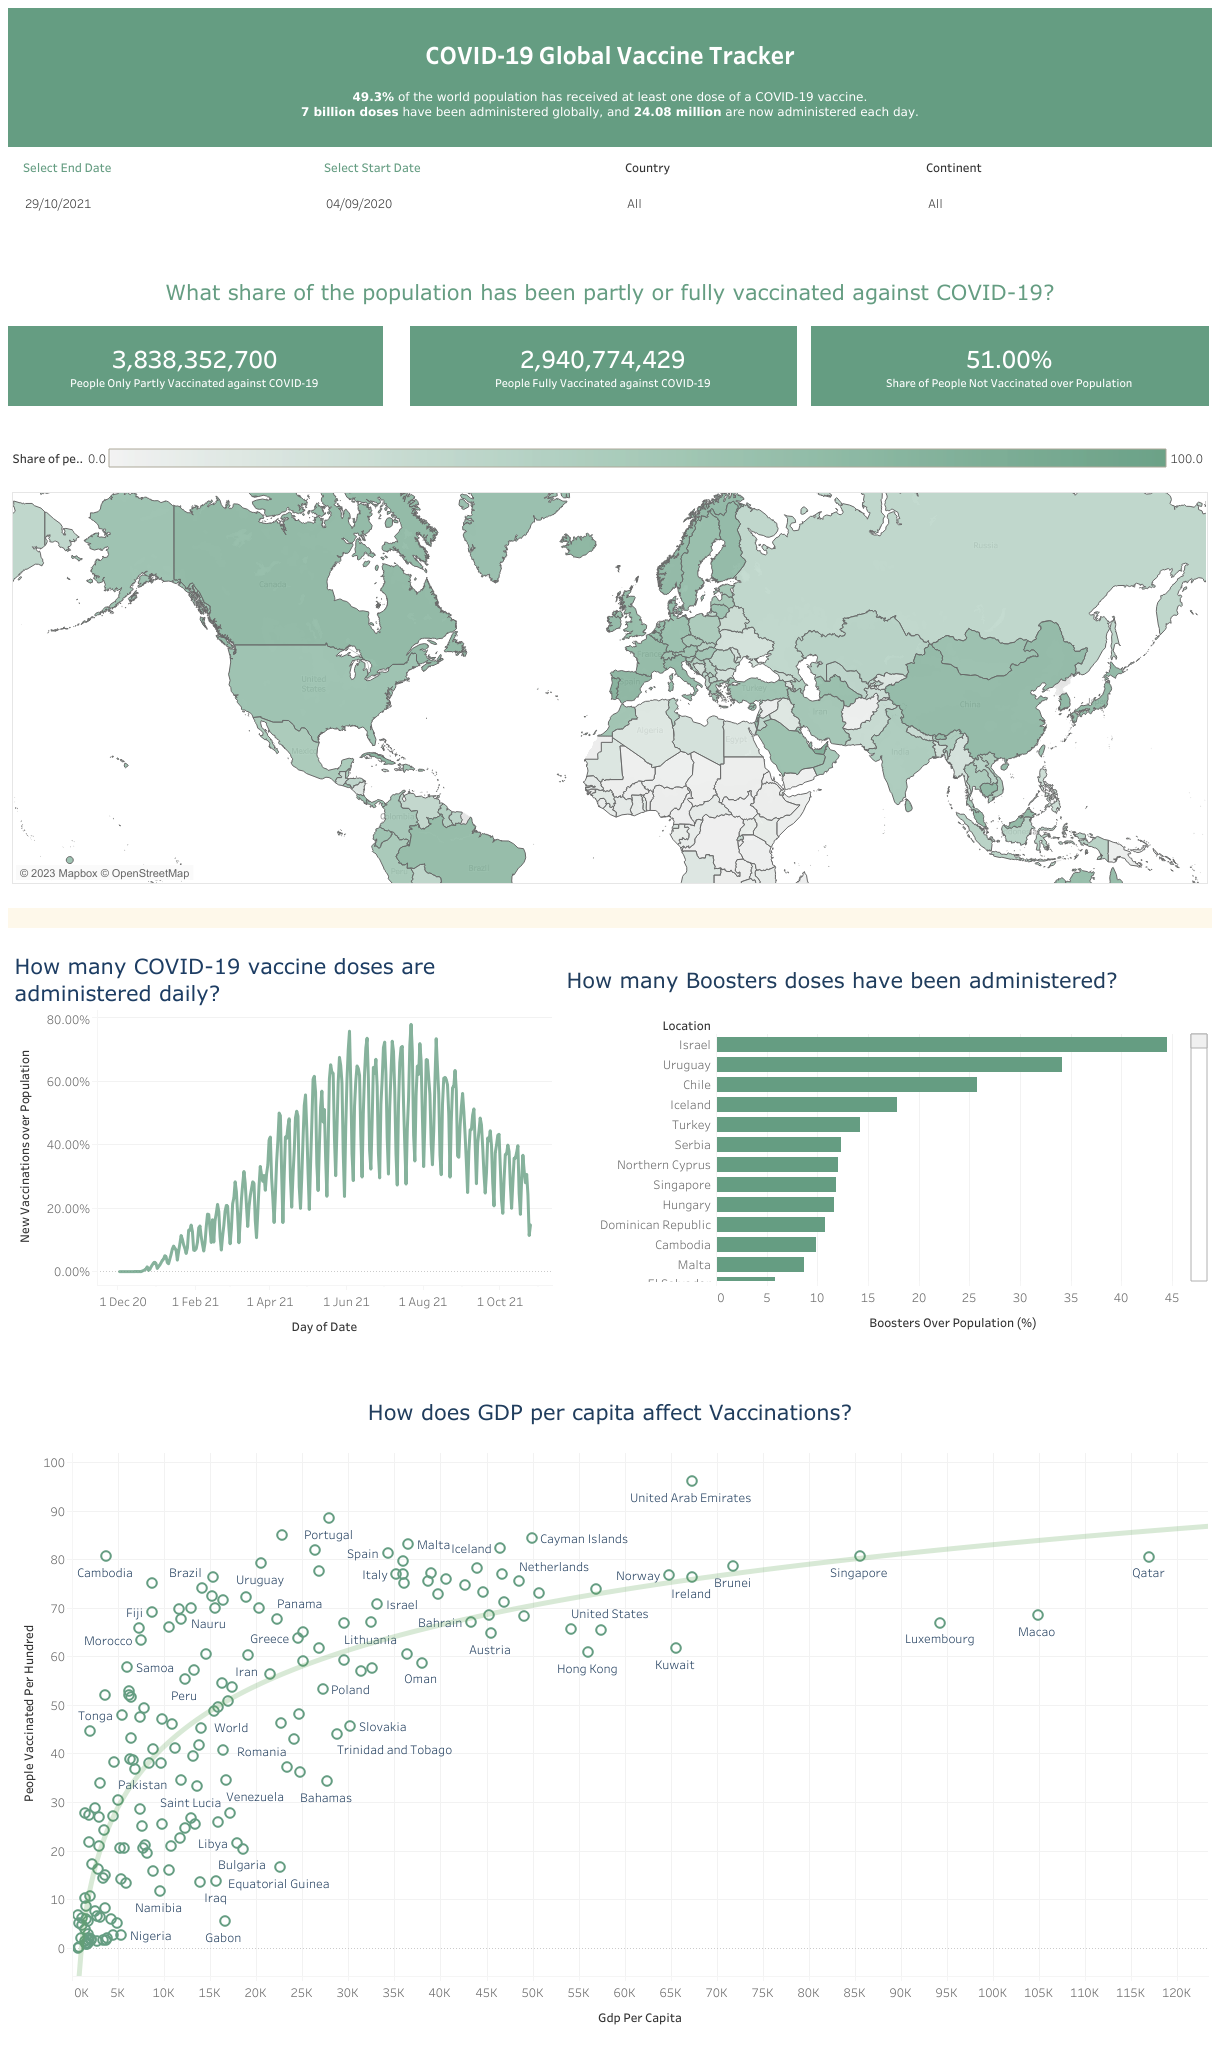 COVID-19 Global Vaccine Tracker
49.3% of the world population has received at least one dose of a COVID-19 vaccine.
7 billion doses have been administered globally, and 24.08 million are now administered each day.
Select End Date
Select Start Date
Country
Continent
29/10/2021
04/09/2020
All
All
What share of the population has been partly or fully vaccinated against COVID-19?
3,838,352,700
People Only Partly Vaccinated against COVID-19
2,940,774,429
People Fully Vaccinated against COVID-19
51.00%
Share of People Not Vaccinated over Population
Share of pe.. 0.0
100.0
Russia
Canada
United
States
Turkey
China
Iran
Mexico
Algeria
Egypt
India
Colombia
Brazil
© 2023 Mapbox © OpenStreetMap
How many COVID-19 vaccine doses are
administered daily?
80.00%
60.00%
40.00%
20.00%
0.00%
New Vaccinations over Population
1 Dec 20
1 Feb 21
1 Apr 21
1 Jun 21
1 Aug 21
1 Oct 21
Day of Date
How many Boosters doses have been administered?
Location
Israel
Uruguay
Chile
Iceland
Turkey
Serbia
Northern Cyprus
Singapore
Hungary
Dominican Republic
Cambodia
Malta
0
5
10
15
20
25
30
35
40
45
Boosters Over Population (%)
How does GDP per capita affect Vaccinations?
100
90
80
70
60
50
40
30
20
10
0
People Vaccinated Per Hundred
United Arab Emirates
Portugal
Malta
Iceland
Cayman Islands
Spain
Cambodia
Brazil
Uruguay
Italy
Netherlands
Norway
Ireland
Brunei
Singapore
Qatar
Fiji
Nauru
Panama
Israel
Bahrain
United States
Morocco
Greece
Lithuania
Austria
Hong Kong
Kuwait
Luxembourg
Macao
Samoa
Iran
Oman
Peru
Poland
Tonga
World
Slovakia
Romania
Trinidad and Tobago
Pakistan
Saint Lucia
Venezuela
Bahamas
Libya
Bulgaria
Equatorial Guinea
Iraq
Namibia
Nigeria
Gabon
0K
5K
10K
15K
20K
25K
30K
35K
40K
45K
50K
55K
60K
65K
70K
75K
80K
85K
90K
95K
100K
105K
110K
115K
120K
Gdp Per Capita